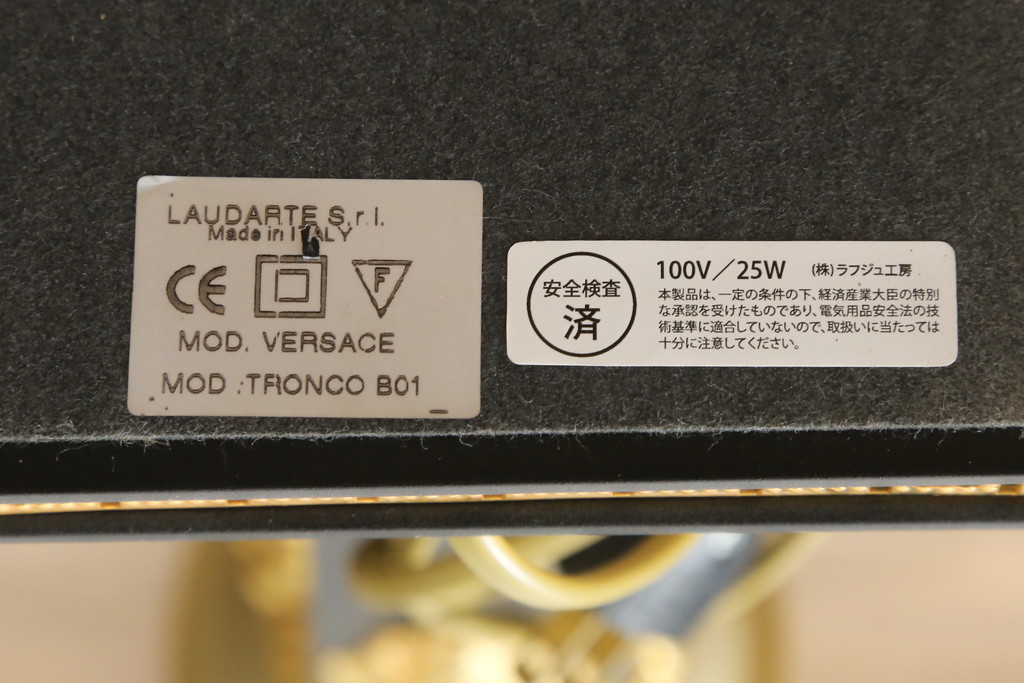 LAUDARTE S.r.l.
Made in ITALY
CE
F
MOD. VERSACE
MOD.:TRONCO B01
安全検査
済
100V／25W (株)ラフジュ工房
本製品は、一定の条件の下、経済産業大臣の特別
な承認を受けたものであり、電気用品安全法の技
術基準に適合していないので、取扱いに当たっては
十分に注意してください。